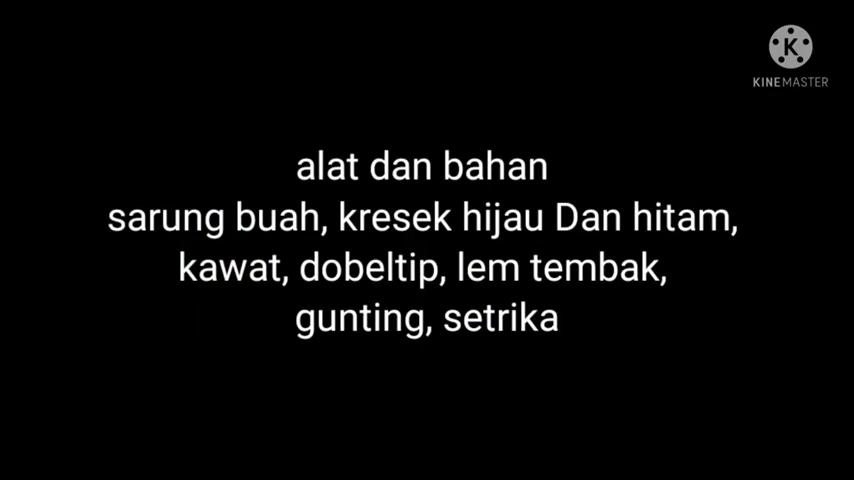 K
KINEMASTER
alat dan bahan
sarung buah, kresek hijau Dan hitam,
kawat, dobeltip, lem tembak,
gunting, setrika